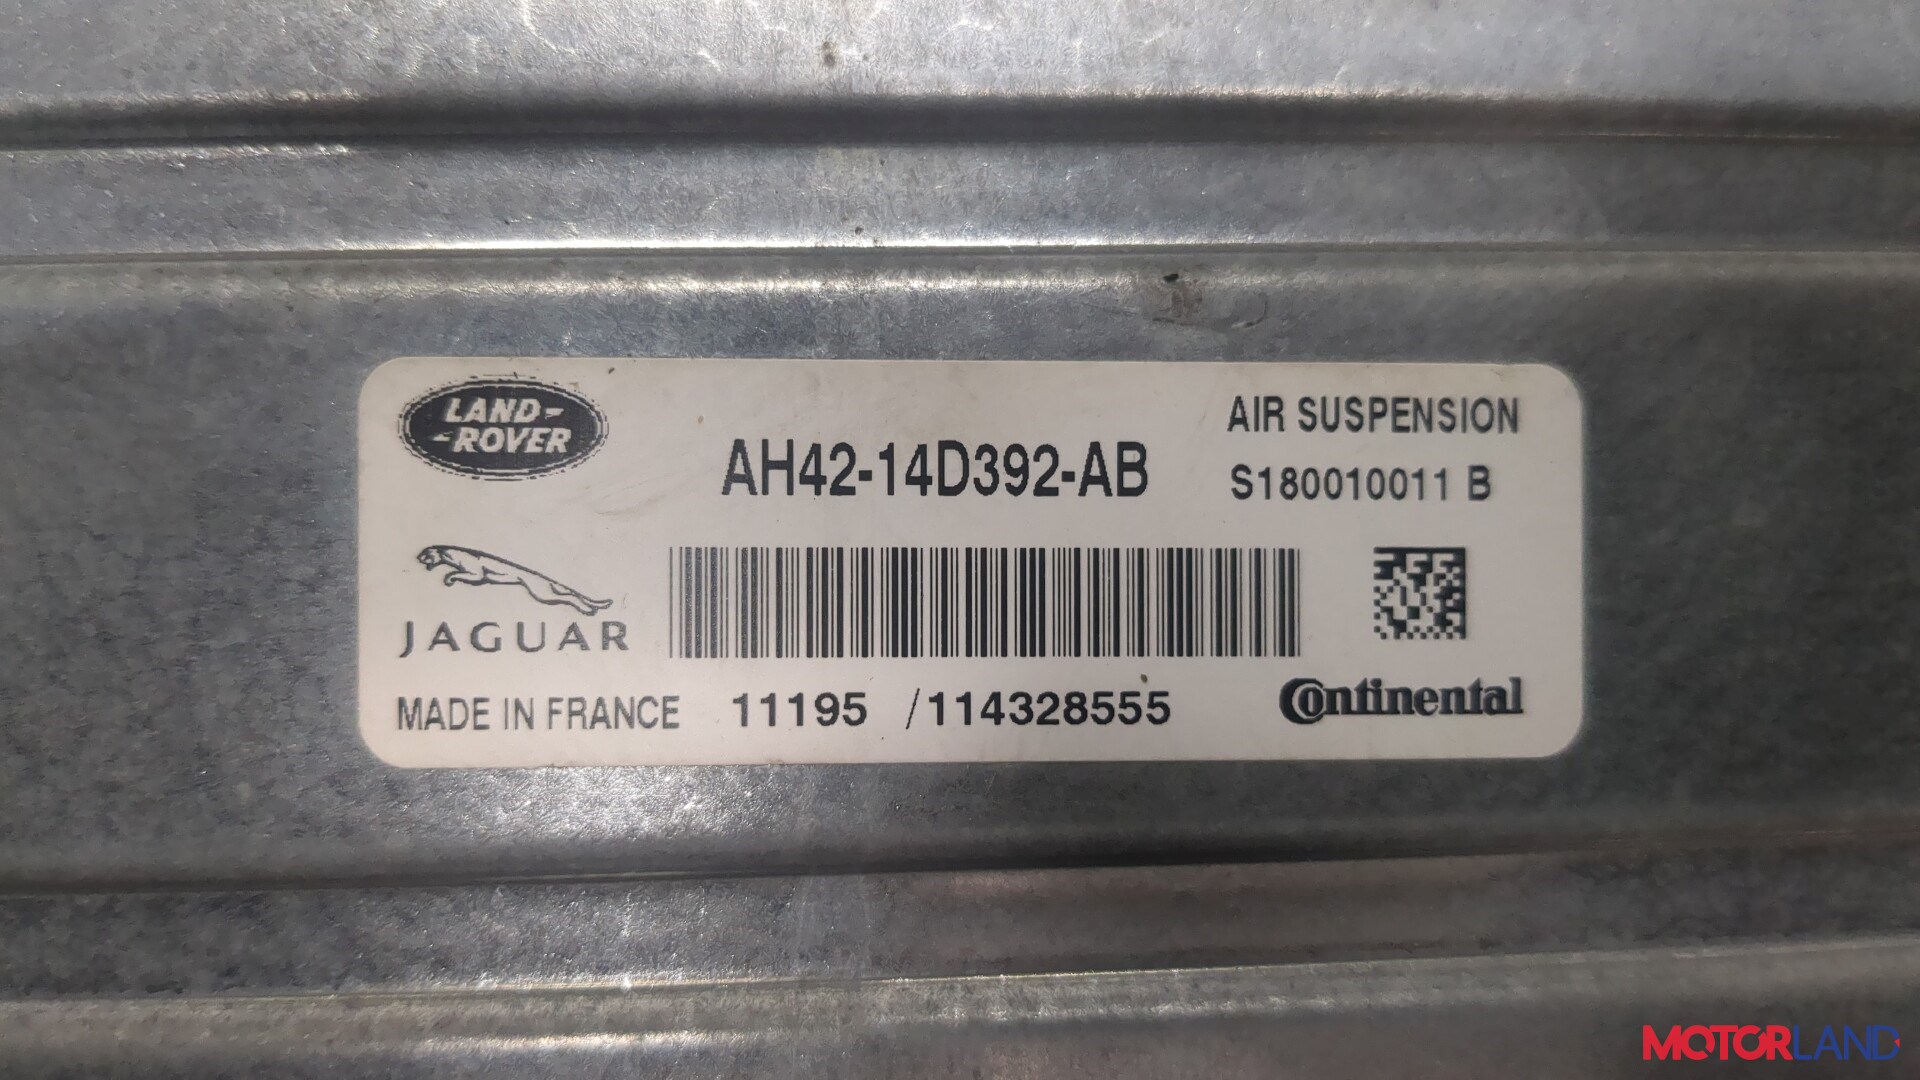 LAND-
-ROVER
AH42-14D392-AB
AIR SUSPENSION
S180010011 B
JAGUAR
MADE IN FRANCE 11195 /114328555
Continental
MOTORLAND